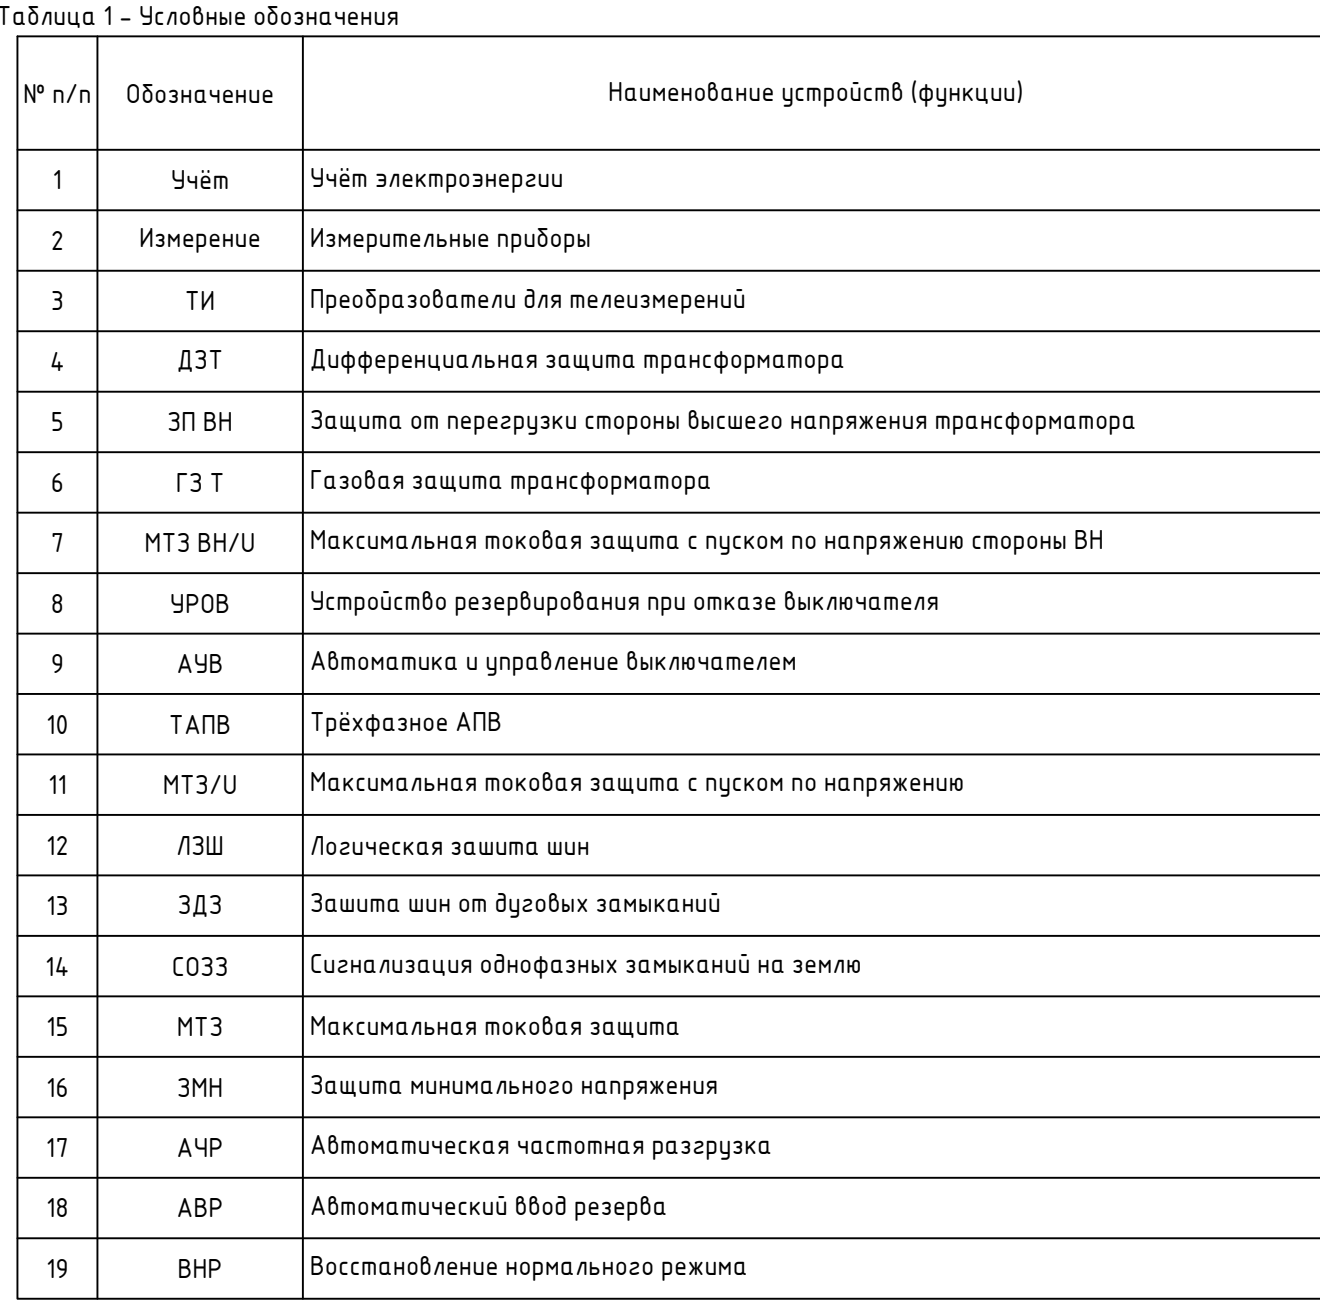 Таблица 1 – Условные обозначения
№ п/п Обозначение Наименование устройств (функции)
1 Учёт Учёт электроэнергии
2 Измерение Измерительные приборы
3 ТИ Преобразователи для телеизмерений
4 ДЗТ Дифференциальная защита трансформатора
5 ЗП ВН Защита от перегрузки стороны высшего напряжения трансформатора
6 ГЗ Т Газовая защита трансформатора
7 МТЗ ВН/U Максимальная токовая защита с пуском по напряжению стороны ВН
8 УРОВ Устройство резервирования при отказе выключателя
9 АУВ Автоматика и управление выключателем
10 ТАПВ Трёхфазное АПВ
11 МТЗ/U Максимальная токовая защита с пуском по напряжению
12 ЛЗШ Логическая зашита шин
13 ЗДЗ Зашита шин от дуговых замыканий
14 СОЗЗ Сигнализация однофазных замыканий на землю
15 МТЗ Максимальная токовая защита
16 ЗМН Защита минимального напряжения
17 АЧР Автоматическая частотная разгрузка
18 АВР Автоматический ввод резерва
19 ВНР Восстановление нормального режима